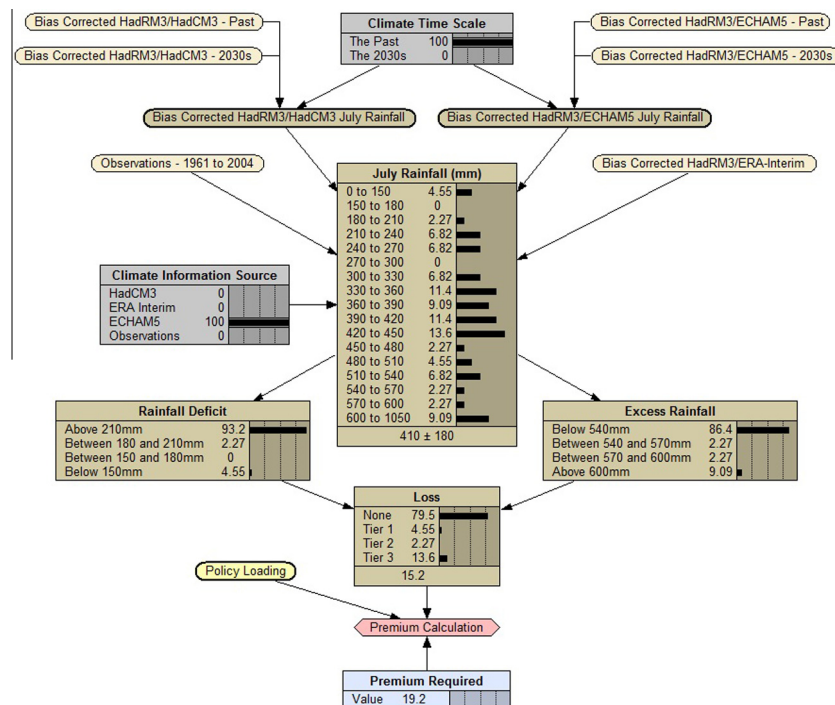 Bias Corrected HadRM3/HadCM3 - Past
Bias Corrected HadRM3/HadCM3 - 2030s
Climate Time Scale
The Past 100
The 2030s 0
Bias Corrected HadRM3/ECHAM5 - Past
Bias Corrected HadRM3/ECHAM5 - 2030s
Bias Corrected HadRM3/HadCM3 July Rainfall
Bias Corrected HadRM3/ECHAM5 July Rainfall
Observations - 1961 to 2004
Bias Corrected HadRM3/ERA-Interim
July Rainfall (mm)
0 to 150 4.55
150 to 180 0
180 to 210 2.27
210 to 240 6.82
240 to 270 6.82
270 to 300 0
300 to 330 6.82
330 to 360 11.4
360 to 390 9.09
390 to 420 11.4
420 to 450 13.6
450 to 480 2.27
480 to 510 4.55
510 to 540 6.82
540 to 570 2.27
570 to 600 2.27
600 to 1050 9.09
410 ± 180
Climate Information Source
HadCM3 0
ERA Interim 0
ECHAM5 100
Observations 0
Rainfall Deficit
Above 210mm 93.2
Between 180 and 210mm 2.27
Between 150 and 180mm 0
Below 150mm 4.55
Excess Rainfall
Below 540mm 86.4
Between 540 and 570mm 2.27
Between 570 and 600mm 2.27
Above 600mm 9.09
Loss
None 79.5
Tier 1 4.55
Tier 2 2.27
Tier 3 13.6
15.2
Policy Loading
Premium Calculation
Premium Required
Value 19.2